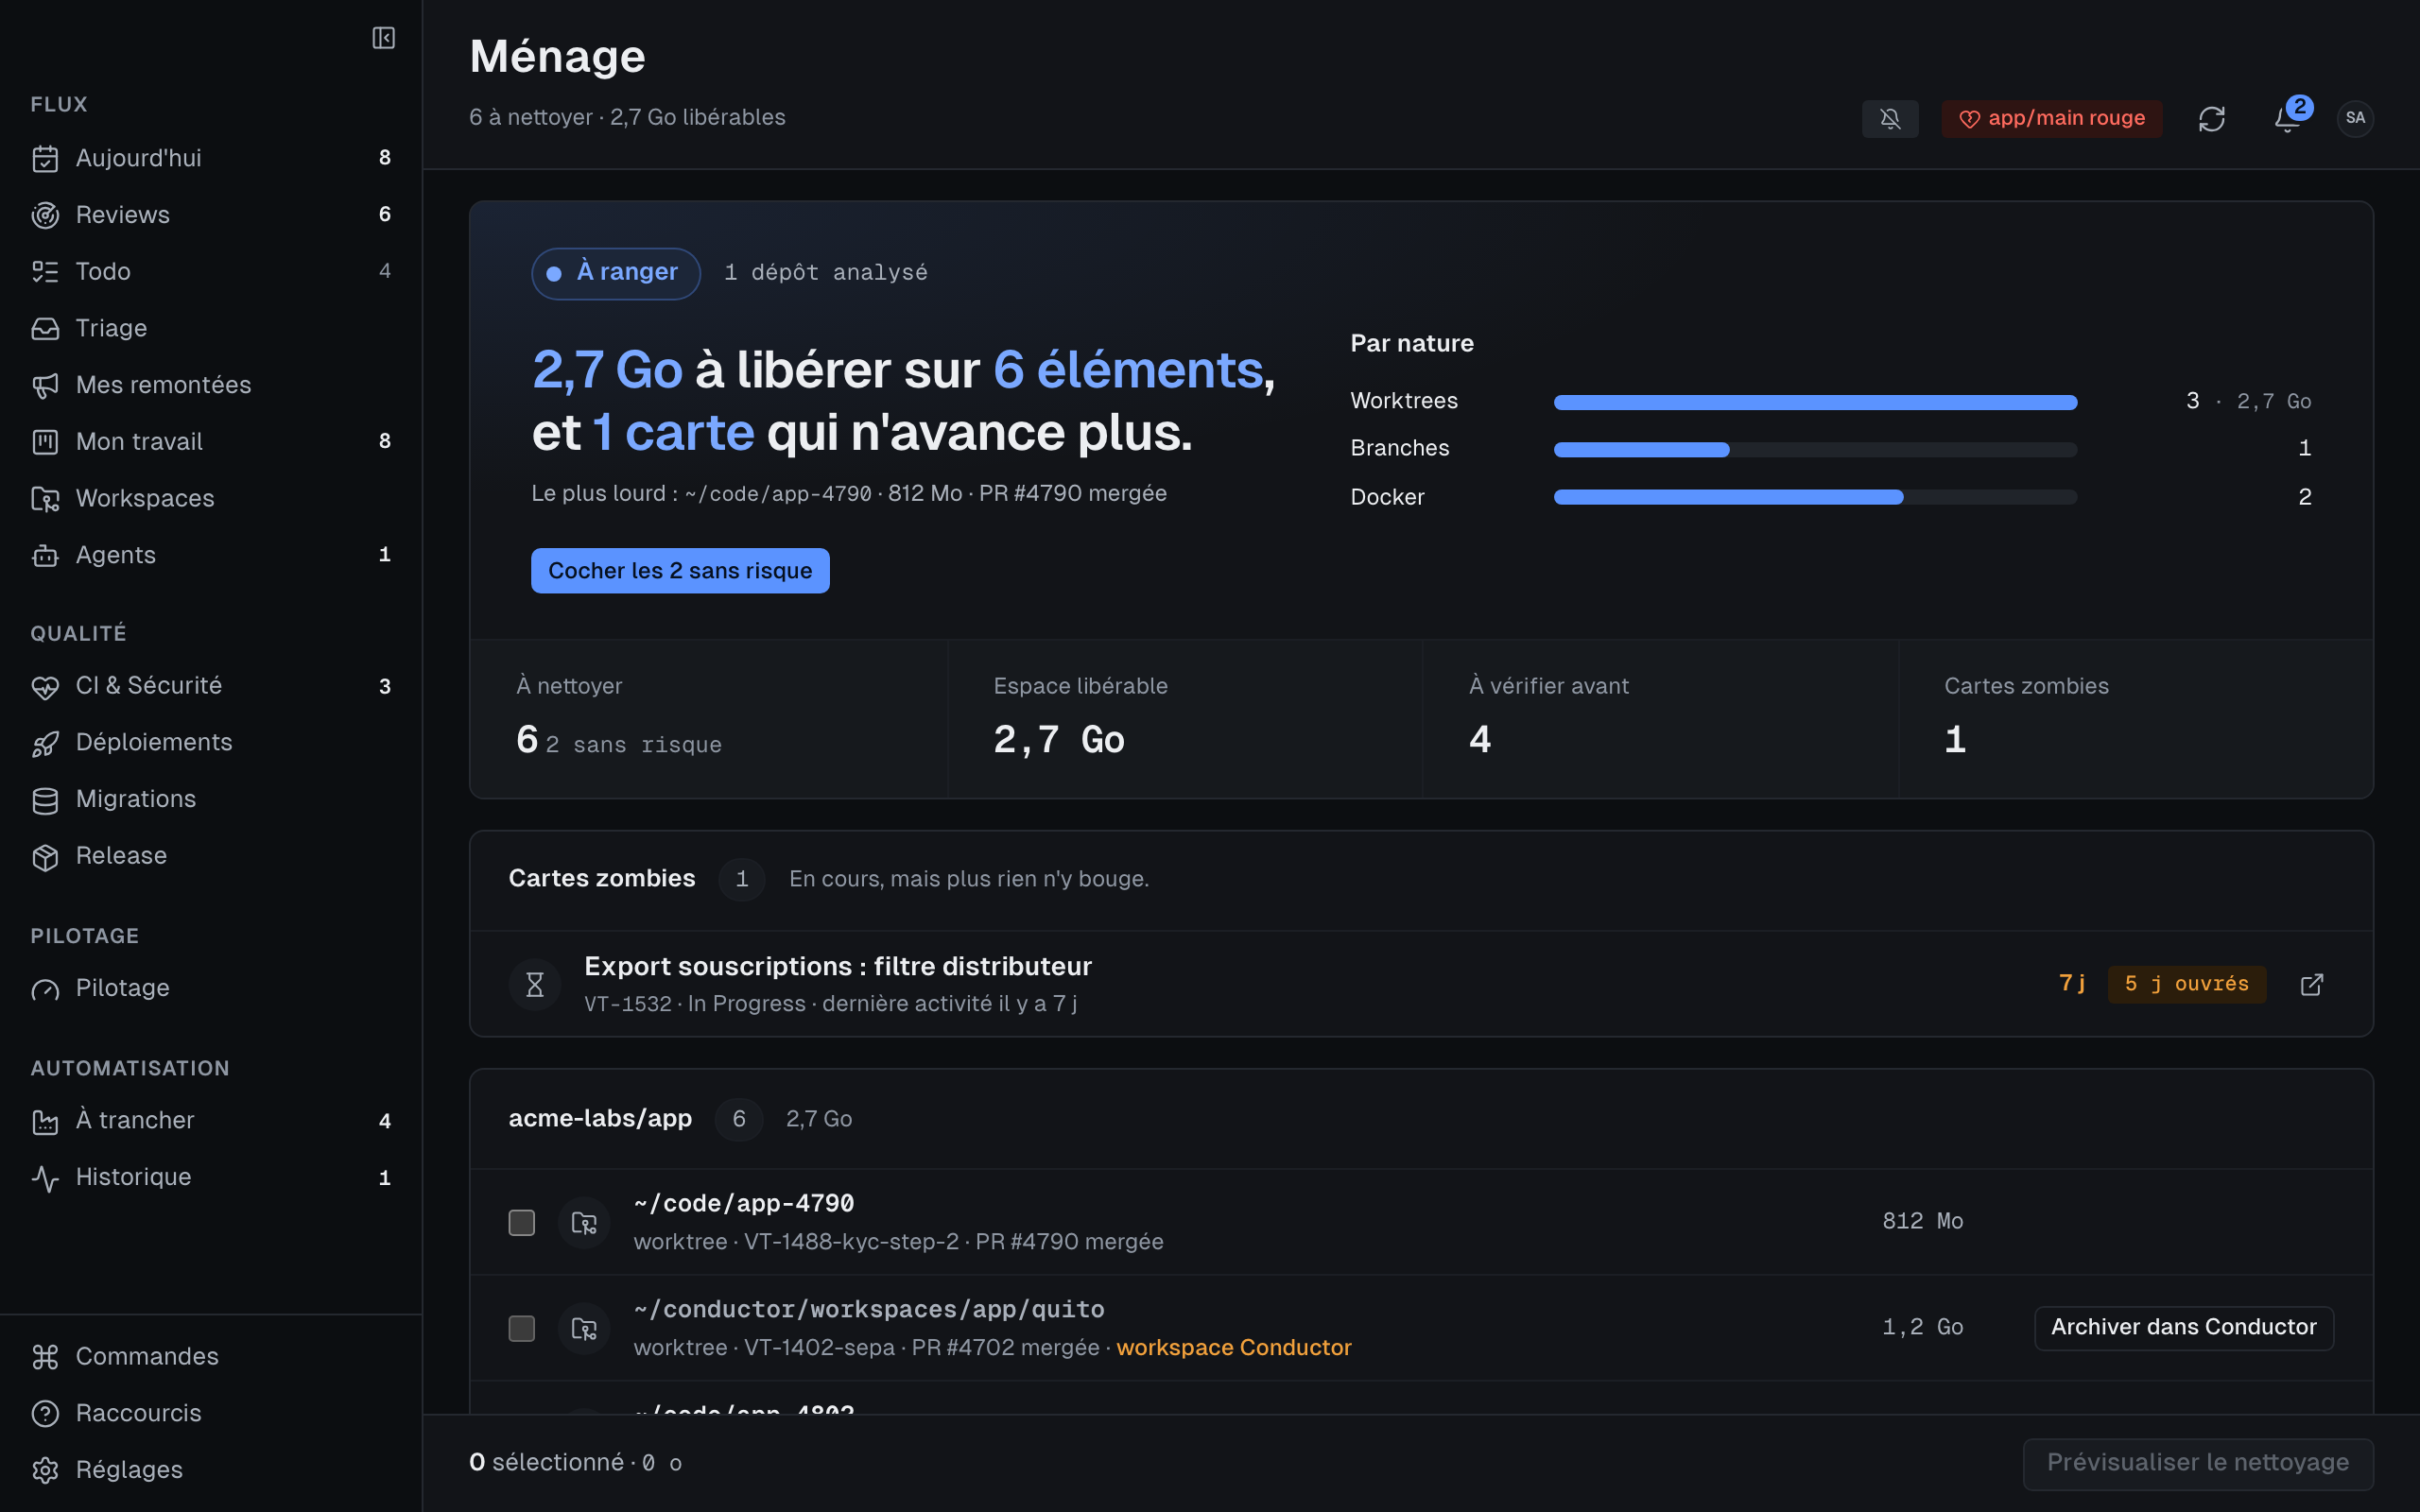 FLUX
Aujourd'hui 8
Reviews 6
Todo 4
Triage
Mes remontées
Mon travail 8
Workspaces
Agents 1
QUALITÉ
CI & Sécurité 3
Déploiements
Migrations
Release
PILOTAGE
Pilotage
AUTOMATISATION
À trancher 4
Historique 1
Commandes
Raccourcis
Réglages
Ménage
6 à nettoyer · 2,7 Go libérables
app/main rouge
2
SA
À ranger
1 dépôt analysé
2,7 Go à libérer sur 6 éléments,
et 1 carte qui n'avance plus.
Le plus lourd : ~/code/app-4790 · 812 Mo · PR #4790 mergée
Cocher les 2 sans risque
Par nature
Worktrees 3 · 2,7 Go
Branches 1
Docker 2
À nettoyer
6 2 sans risque
Espace libérable
2,7 Go
À vérifier avant
4
Cartes zombies
1
Cartes zombies 1 En cours, mais plus rien n'y bouge.
Export souscriptions : filtre distributeur
VT-1532 · In Progress · dernière activité il y a 7 j
7 j 5 j ouvrés
acme-labs/app 6 2,7 Go
~/code/app-4790
worktree · VT-1488-kyc-step-2 · PR #4790 mergée
812 Mo
~/conductor/workspaces/app/quito
worktree · VT-1402-sepa · PR #4702 mergée · workspace Conductor
1,2 Go
Archiver dans Conductor
~/code/app-4802
0 sélectionné · 0 o
Prévisualiser le nettoyage